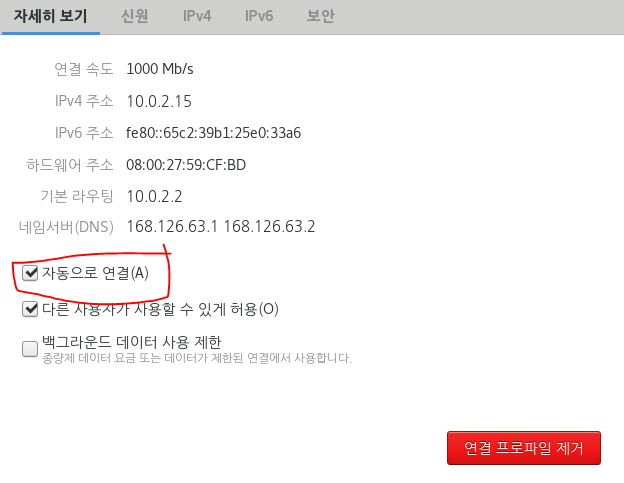 자세히 보기 신원 IPv4 IPv6 보안
연결 속도 1000 Mb/s
IPv4 주소 10.0.2.15
IPv6 주소 fe80::65c2:39b1:25e0:33a6
하드웨어 주소 08:00:27:59:CF:BD
기본 라우팅 10.0.2.2
네임서버(DNS) 168.126.63.1 168.126.63.2
자동으로 연결(A)
다른 사용자가 사용할 수 있게 허용(O)
백그라운드 데이터 사용 제한
종량제 데이터 요금 또는 데이터가 제한된 연결에서 사용합니다.
연결 프로파일 제거